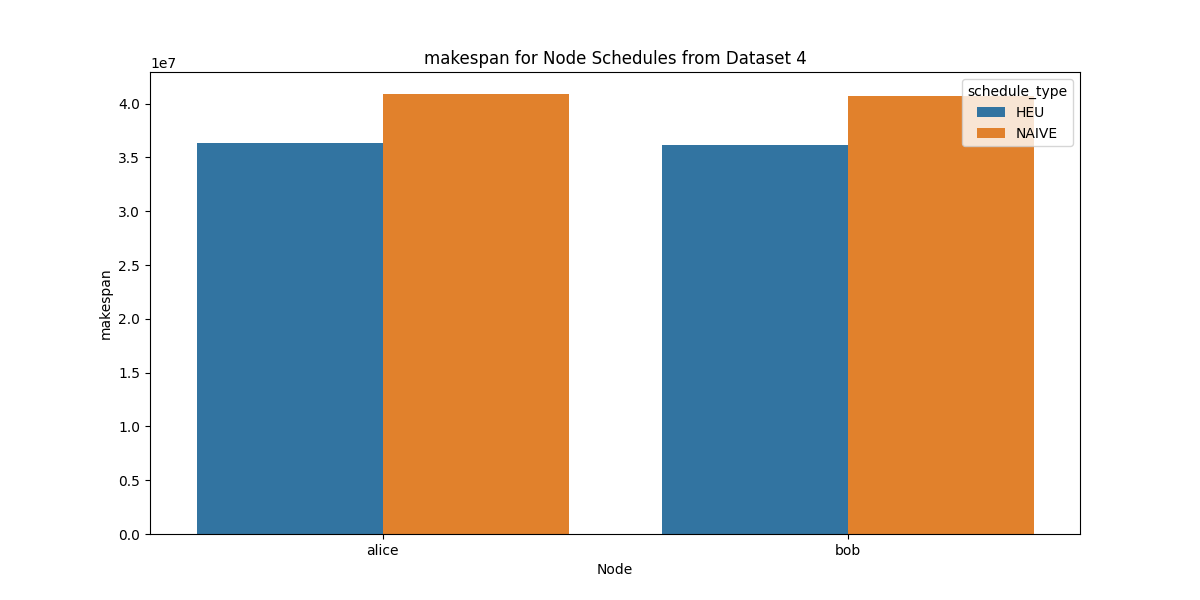 makespan for Node Schedules from Dataset 4
1e7
4.0
3.5
3.0
2.5
2.0
1.5
1.0
0.5
0.0
makespan
schedule_type
HEU
NAIVE
alice
bob
Node